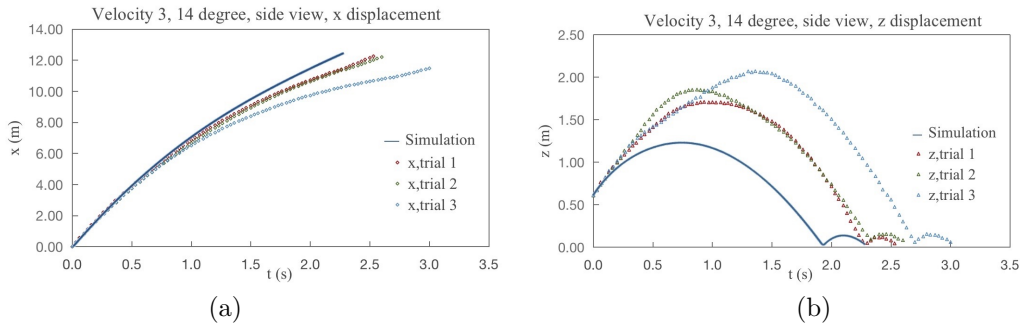 Velocity 3, 14 degree, side view, x displacement
14.00
12.00
10.00
8.00
6.00
4.00
2.00
0.00
x (m)
0.0 0.5 1.0 1.5 2.0 2.5 3.0 3.5
t (s)
Simulation
x,trial 1
x,trial 2
x,trial 3
(a)
Velocity 3, 14 degree, side view, z displacement
2.50
2.00
1.50
1.00
0.50
0.00
z (m)
0.0 0.5 1.0 1.5 2.0 2.5 3.0 3.5
t (s)
Simulation
z,trial 1
z,trial 2
z,trial 3
(b)